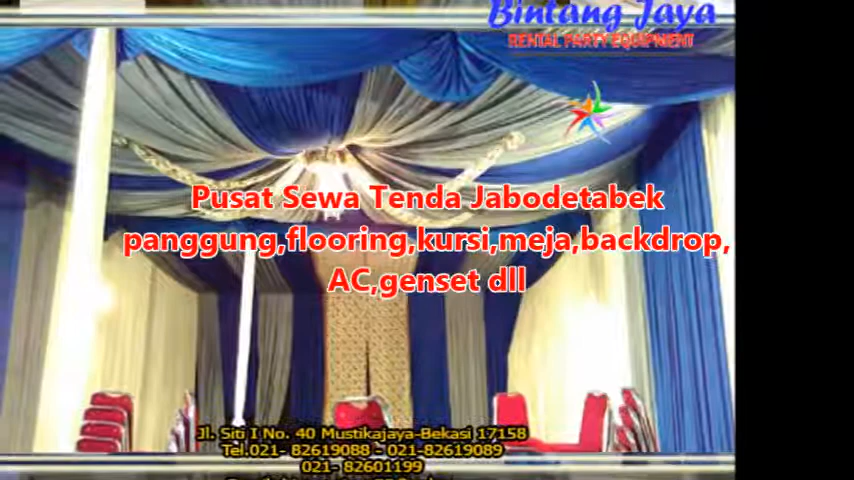 Bintang Jaya
RENTAL PARTY EQUIPMENT
Pusat Sewa Tenda Jabodetabek
panggung,flooring,kursi,meja,backdrop,
AC,genset dll
Jl. Siti I No. 40 Mustikajaya-Bekasi 17158
Tel.021- 82619088 - 021-82619089
021- 82601199